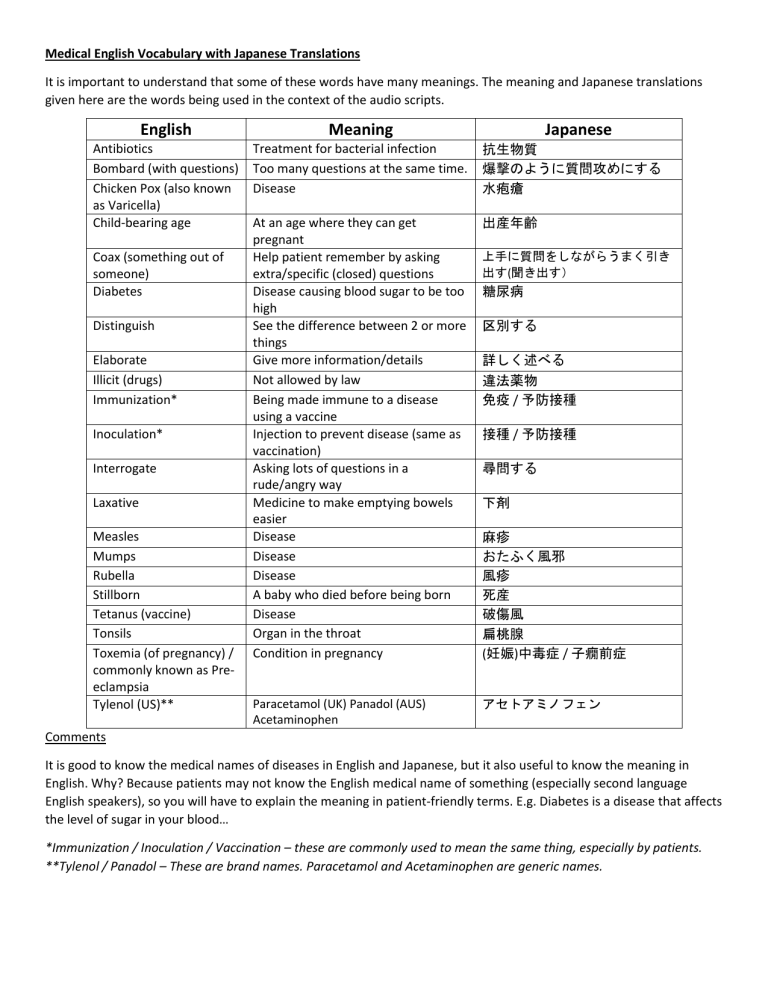 Medical English Vocabulary with Japanese Translations
It is important to understand that some of these words have many meanings. The meaning and Japanese translations
given here are the words being used in the context of the audio scripts.
English Meaning Japanese
Antibiotics Treatment for bacterial infection 抗生物質
Bombard (with questions) Too many questions at the same time. 爆撃のように質問攻めにする
Chicken Pox (also known Disease 水疱瘡
as Varicella)
Child-bearing age At an age where they can get 出産年齢
pregnant
Coax (something out of Help patient remember by asking 上手に質問をしながらうまく引き
someone) extra/specific (closed) questions 出す(聞き出す）
Diabetes Disease causing blood sugar to be too 糖尿病
high
Distinguish See the difference between 2 or more 区別する
things
Elaborate Give more information/details 詳しく述べる
Illicit (drugs) Not allowed by law 違法薬物
Immunization* Being made immune to a disease 免疫 / 予防接種
using a vaccine
Inoculation* Injection to prevent disease (same as 接種 / 予防接種
vaccination)
Interrogate Asking lots of questions in a 尋問する
rude/angry way
Laxative Medicine to make emptying bowels 下剤
easier
Measles Disease 麻疹
Mumps Disease おたふく風邪
Rubella Disease 風疹
Stillborn A baby who died before being born 死産
Tetanus (vaccine) Disease 破傷風
Tonsils Organ in the throat 扁桃腺
Toxemia (of pregnancy) / Condition in pregnancy (妊娠)中毒症 / 子癇前症
commonly known as Pre-
eclampsia
Tylenol (US)** Paracetamol (UK) Panadol (AUS) アセトアミノフェン
Acetaminophen
Comments
It is good to know the medical names of diseases in English and Japanese, but it also useful to know the meaning in
English. Why? Because patients may not know the English medical name of something (especially second language
English speakers), so you will have to explain the meaning in patient-friendly terms. E.g. Diabetes is a disease that affects
the level of sugar in your blood…
*Immunization / Inoculation / Vaccination – these are commonly used to mean the same thing, especially by patients.
**Tylenol / Panadol – These are brand names. Paracetamol and Acetaminophen are generic names.